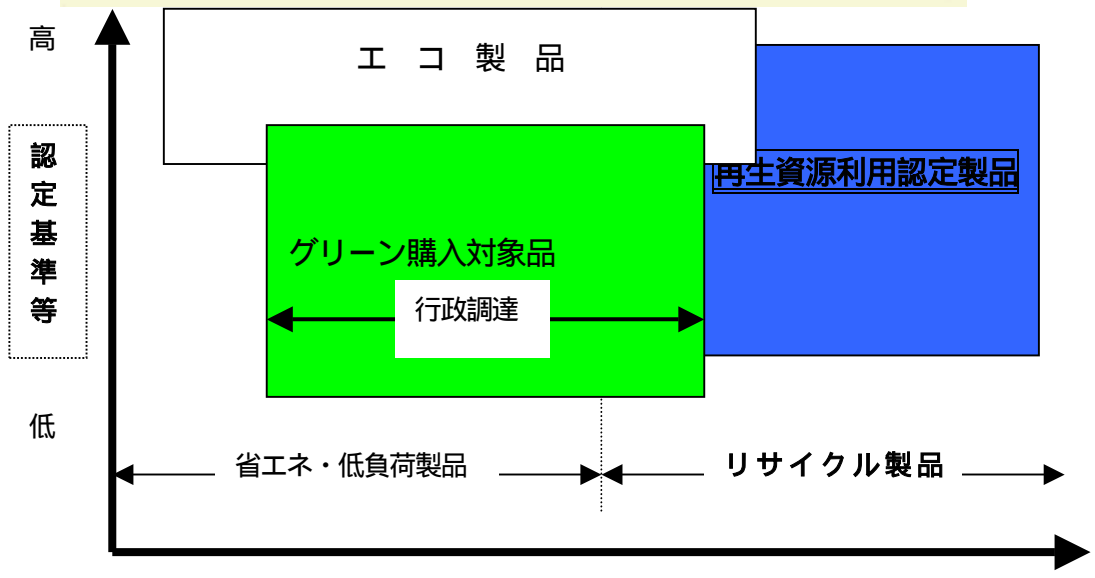 高
エ コ 製 品
認定基準等
再生資源利用認定製品
グリーン購入対象品
行政調達
低
省エネ・低負荷製品
リサイクル製品